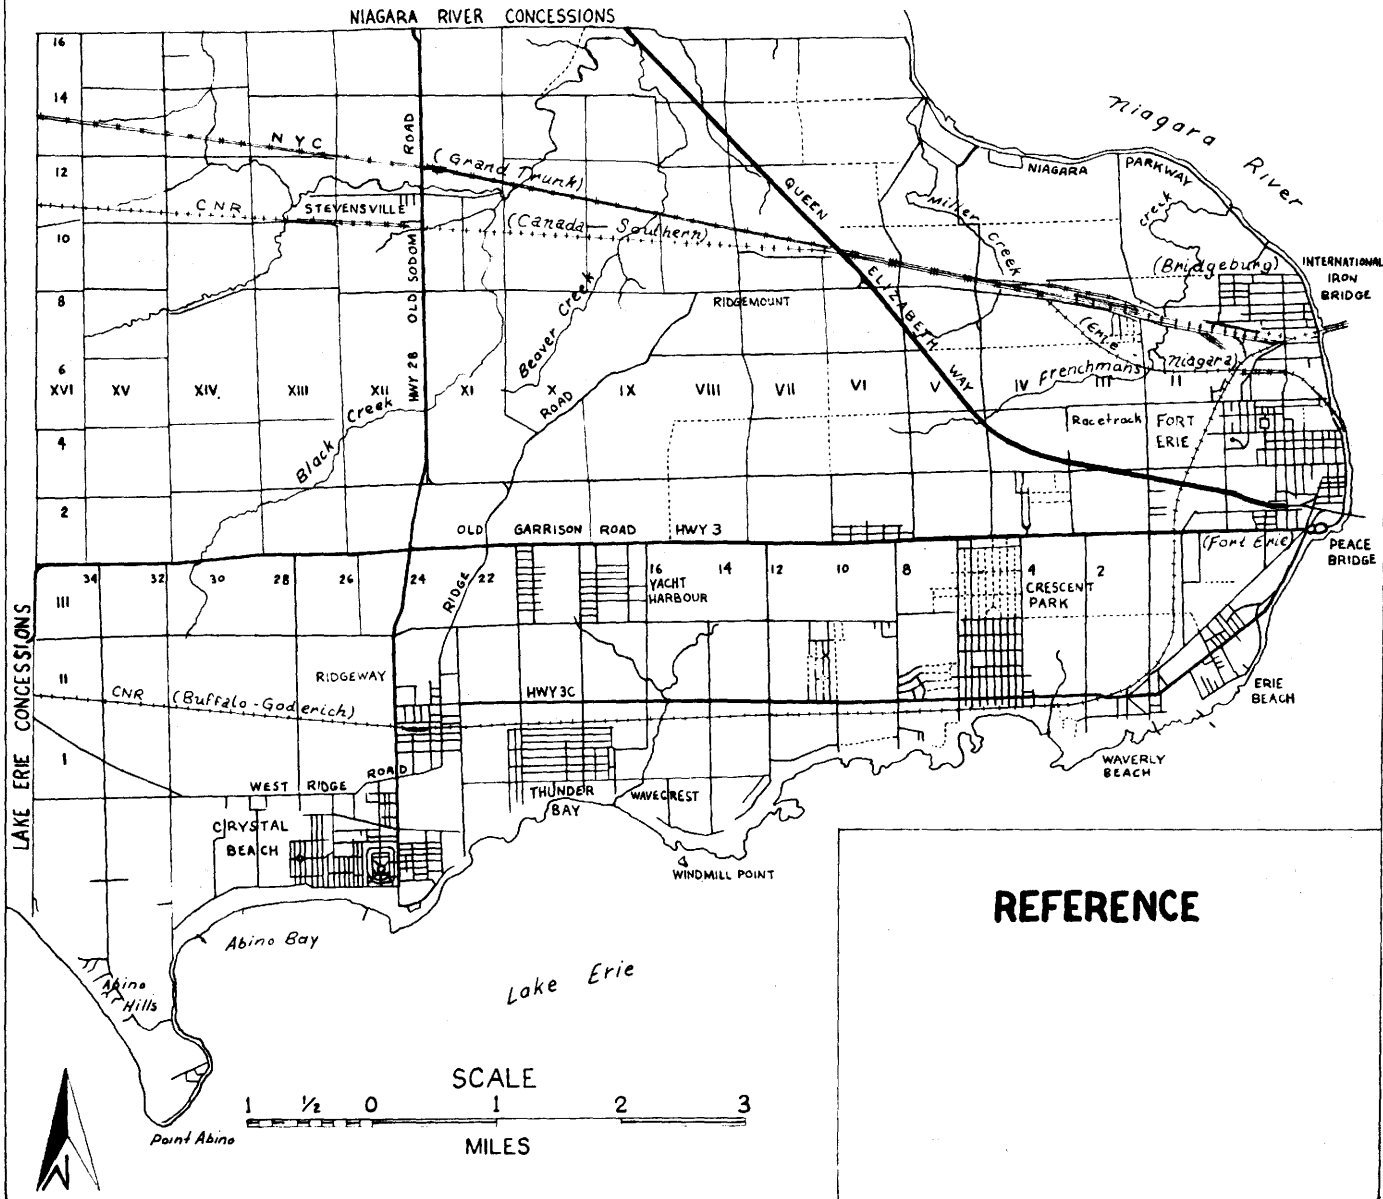 NIAGARA RIVER CONCESSIONS
16
14
12
10
8
6
4
2
NYC
(Grand Trunk)
CNR
STEVENSVILLE
(Canada Southern)
ROAD
OLD SODOM
HWY 28
QUEEN
ELIZABETH
WAY
Niagara River
NIAGARA PARKWAY
Miller Creek
Creek
(Bridgeburg)
INTERNATIONAL
IRON
BRIDGE
RIDGEMOUNT
Beaver Creek
ROAD
(Erie Niagara)
Frenchmans
XVI XV XIV XIII XII XI X IX VIII VII VI V IV III II
Black Creek
Racetrack
FORT
ERIE
OLD GARRISON ROAD HWY 3
(Fort Erie)
PEACE
BRIDGE
34 32 30 28 26 24 22 16 14 12 10 8 4 2
YACHT
HARBOUR
CRESCENT
PARK
RIDGE
LAKE ERIE CONCESSIONS
III
II
I
RIDGEWAY
CNR (Buffalo-Goderich)
HWY 3C
ERIE
BEACH
WAVERLY
BEACH
WEST RIDGE ROAD
THUNDER
BAY
WAVECREST
CRYSTAL
BEACH
WINDMILL POINT
Abino Bay
Abino
Hills
Lake Erie
Point Abino
N
SCALE
1 1/2 0 1 2 3
MILES
REFERENCE